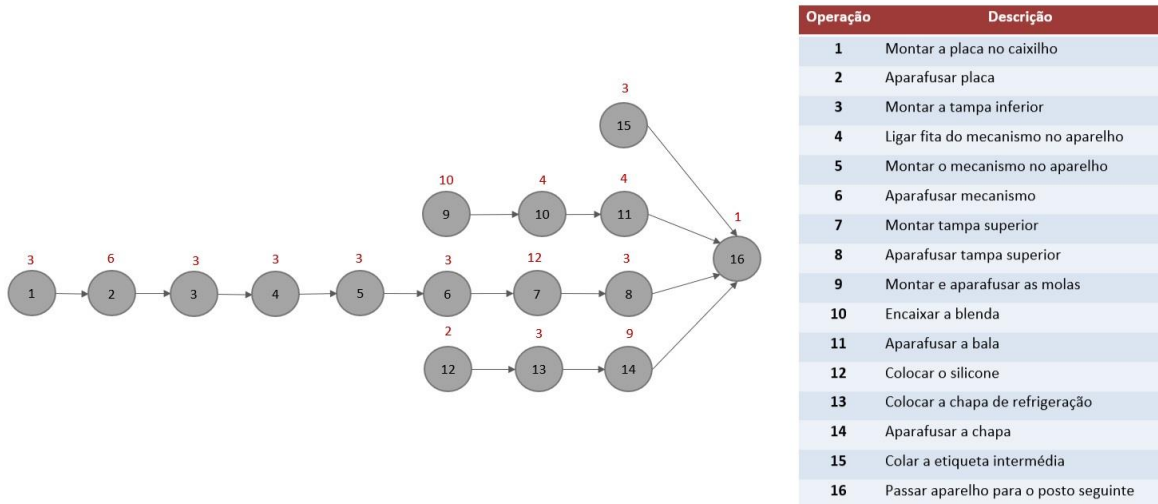 3
15
10
4
4
9
10
11
1
16
3
6
3
3
3
3
12
3
1
2
3
4
5
6
7
8
2
3
9
12
13
14
Operação Descrição
1 Montar a placa no caixilho
2 Aparafusar placa
3 Montar a tampa inferior
4 Ligar fita do mecanismo no aparelho
5 Montar o mecanismo no aparelho
6 Aparafusar mecanismo
7 Montar tampa superior
8 Aparafusar tampa superior
9 Montar e aparafusar as molas
10 Encaixar a blenda
11 Aparafusar a bala
12 Colocar o silicone
13 Colocar a chapa de refrigeração
14 Aparafusar a chapa
15 Colar a etiqueta intermédia
16 Passar aparelho para o posto seguinte